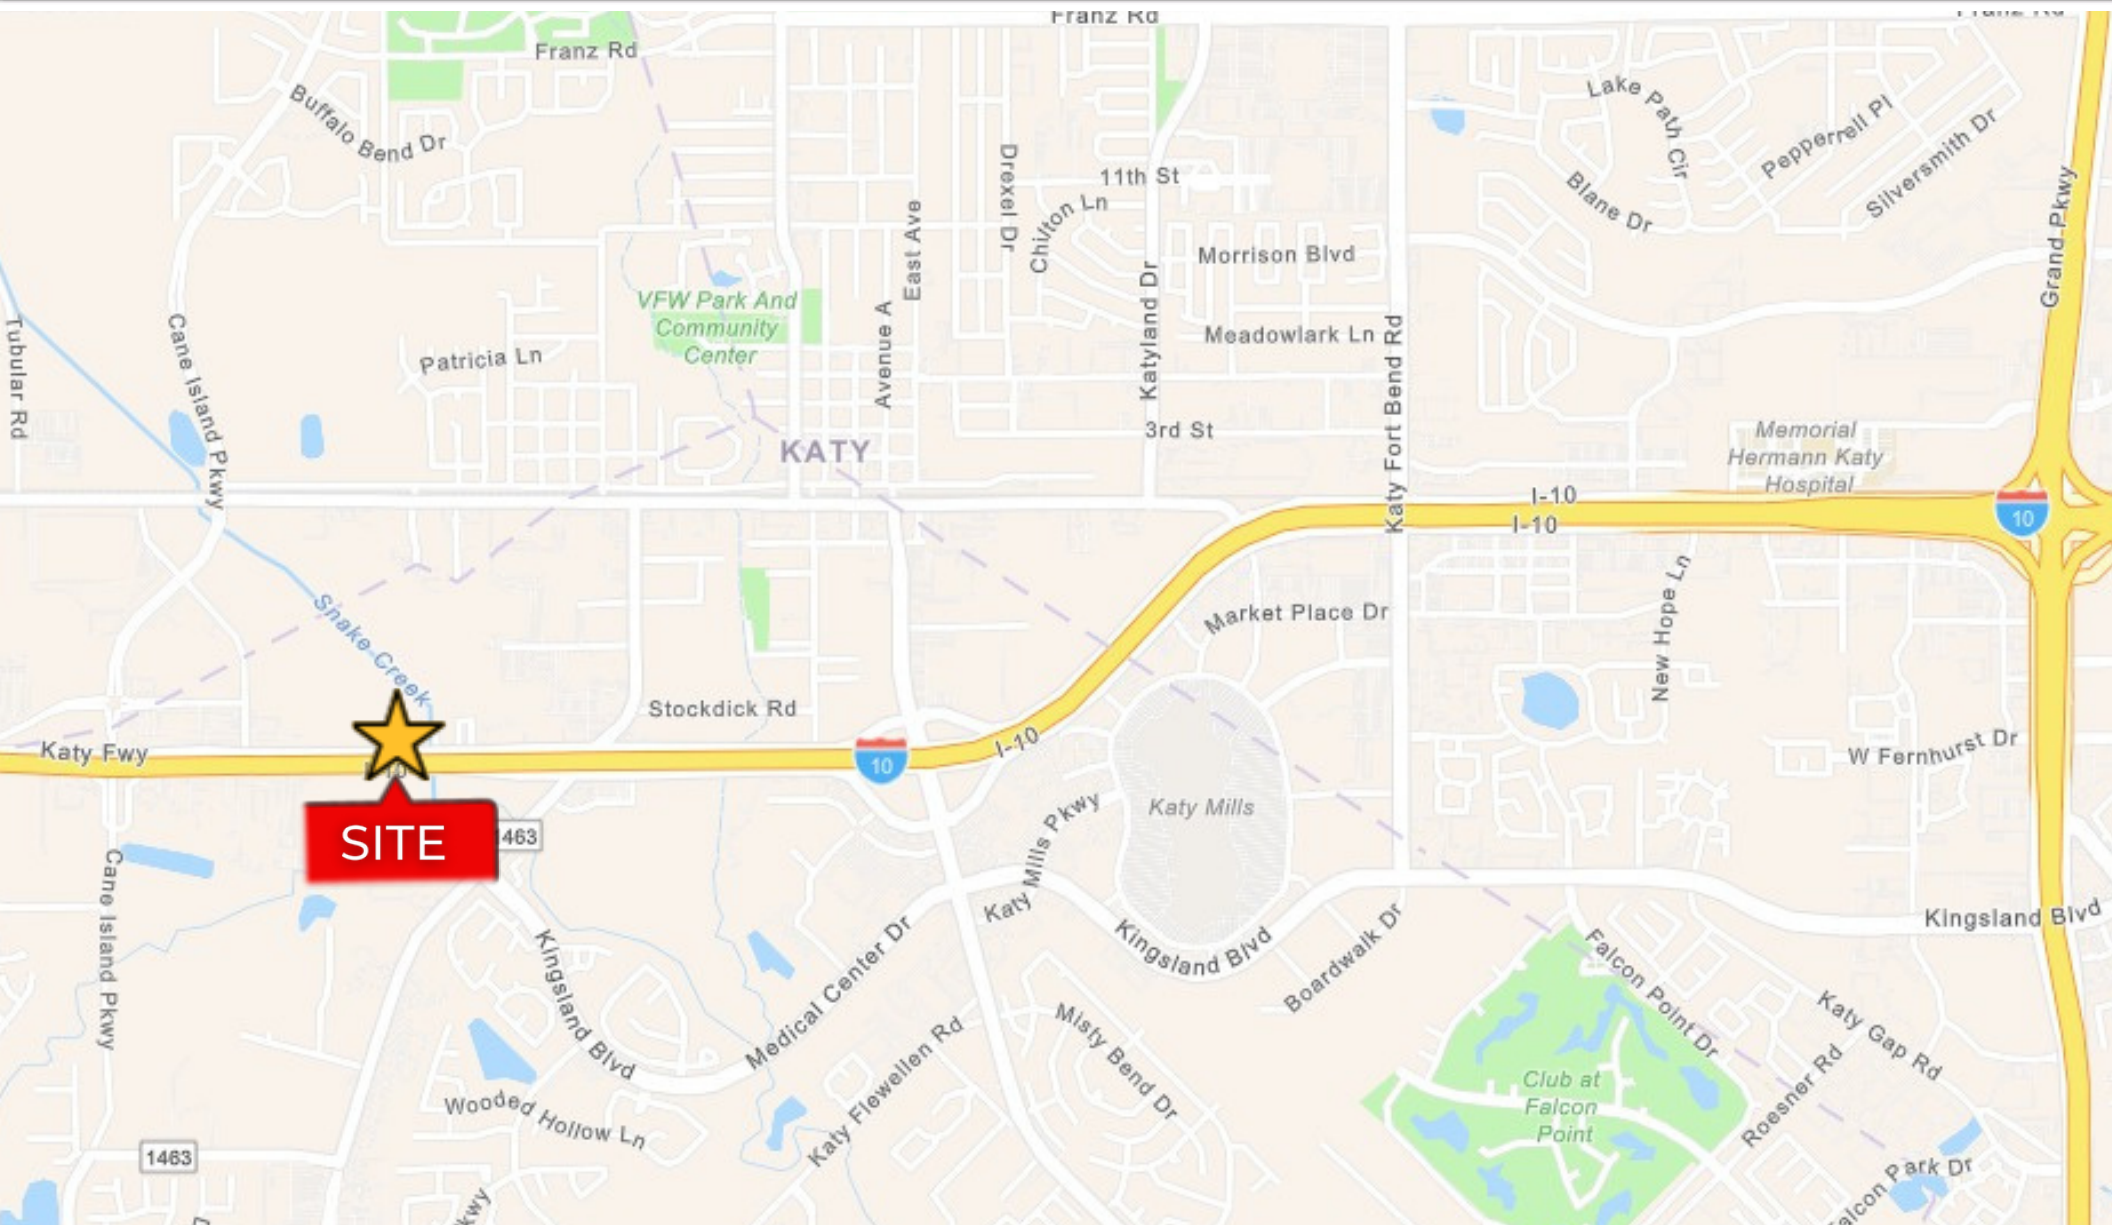 Franz Rd
Franz Rd
Franz Rd
Buffalo Bend Dr
Lake Path Cir
Pepperrell Pl
Silversmith Dr
Blane Dr
Grand Pkwy
11th St
Drexel Dr
Chilton Ln
East Ave
Morrison Blvd
Katyland Dr
VFW Park And
Community
Center
Avenue A
Meadowlark Ln
Katy Fort Bend Rd
Tubular Rd
Cane Island Pkwy
Patricia Ln
3rd St
KATY
Memorial
Hermann Katy
Hospital
I-10
I-10
10
Snake Creek
Market Place Dr
New Hope Ln
Stockdick Rd
Katy Fwy
I-10
10
W Fernhurst Dr
Katy Mills
Katy Mills Pkwy
SITE
1463
Cane Island Pkwy
Kingsland Blvd
Medical Center Dr
Kingsland Blvd
Boardwalk Dr
Kingsland Blvd
Falcon Point Dr
Katy Gap Rd
Roesner Rd
Misty Bend Dr
Katy Flewellen Rd
Wooded Hollow Ln
Club at
Falcon
Point
1463
Park Dr